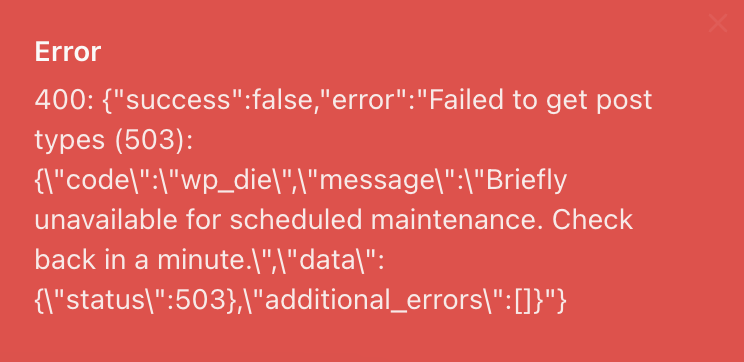 Error
400: {"success":false,"error":"Failed to get post
types (503):
{\"code\":\"wp_die\",\"message\":\"Briefly
unavailable for scheduled maintenance. Check
back in a minute.\",\"data\":
{\"status\":503},\"additional_errors\":[]}"}